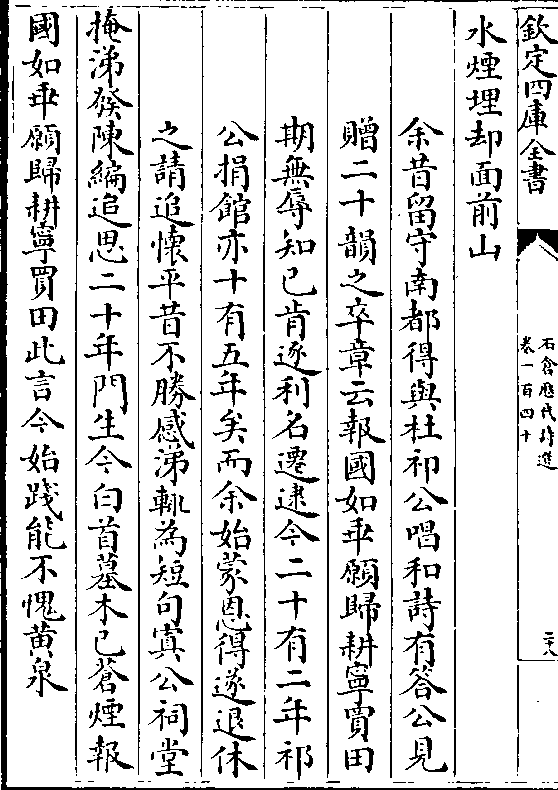 欽定四庫全書
石倉歷代詩選
卷一百四十
二十八
水煙埋却面前山
余昔留守南都得與杜祁公唱和詩有答公見
贈二十韻之卒章云報國如乖願歸耕寧賣田
期無辱知己肯逐利名遷逮今二十有二年祁
公捐館亦十有五年矣而余始蒙恩得遂退休
之請追懷平昔不勝感涕輒為短句寘公祠堂
掩涕發陳編追思二十年門生今白首墓木已蒼煙報
國如乖願歸耕寧買田此言今始踐能不愧黃泉